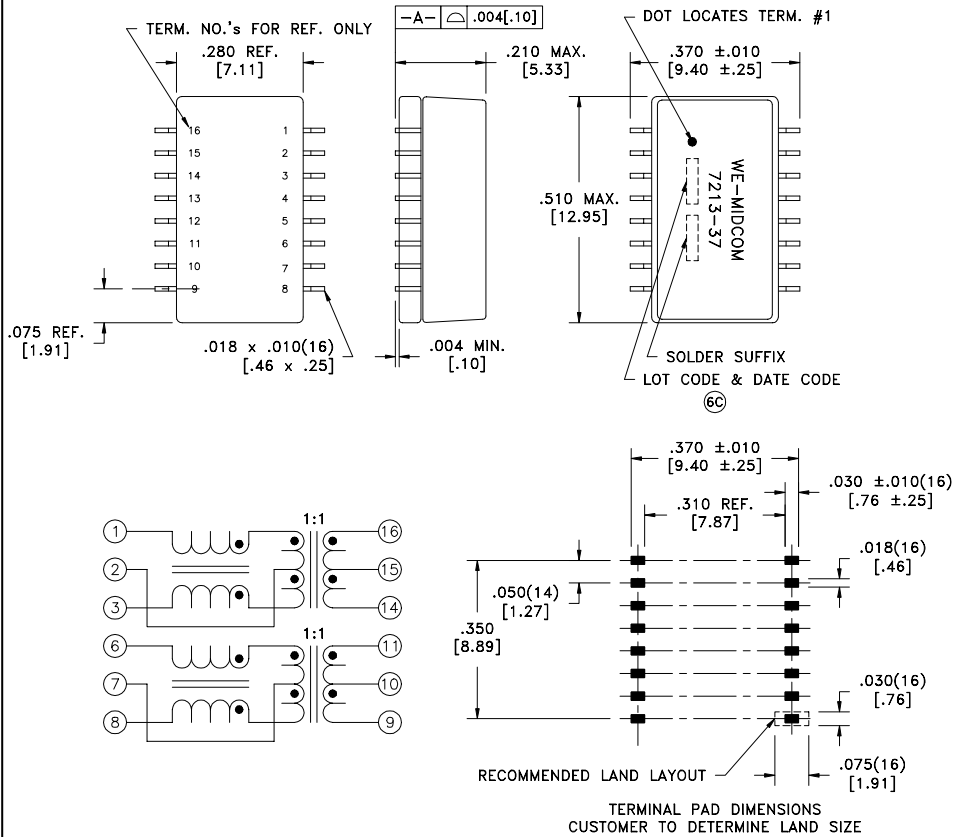 TERM. NO.'s FOR REF. ONLY
.280 REF.
[7.11]
16 1
15 2
14 3
13 4
12 5
11 6
10 7
9 8
.075 REF.
[1.91]
.018 x .010(16)
[.46 x .25]
-A- ⌓ .004[.10]
.210 MAX.
[5.33]
.004 MIN.
[.10]
DOT LOCATES TERM. #1
.370 ±.010
[9.40 ±.25]
.510 MAX.
[12.95]
WE-MIDCOM
7213-37
SOLDER SUFFIX
LOT CODE & DATE CODE
6C
1:1
1 16
2 15
3 14
1:1
6 11
7 10
8 9
.370 ±.010
[9.40 ±.25]
.030 ±.010(16)
[.76 ±.25]
.310 REF.
[7.87]
.018(16)
[.46]
.050(14)
[1.27]
.350
[8.89]
.030(16)
[.76]
.075(16)
[1.91]
RECOMMENDED LAND LAYOUT
TERMINAL PAD DIMENSIONS
CUSTOMER TO DETERMINE LAND SIZE